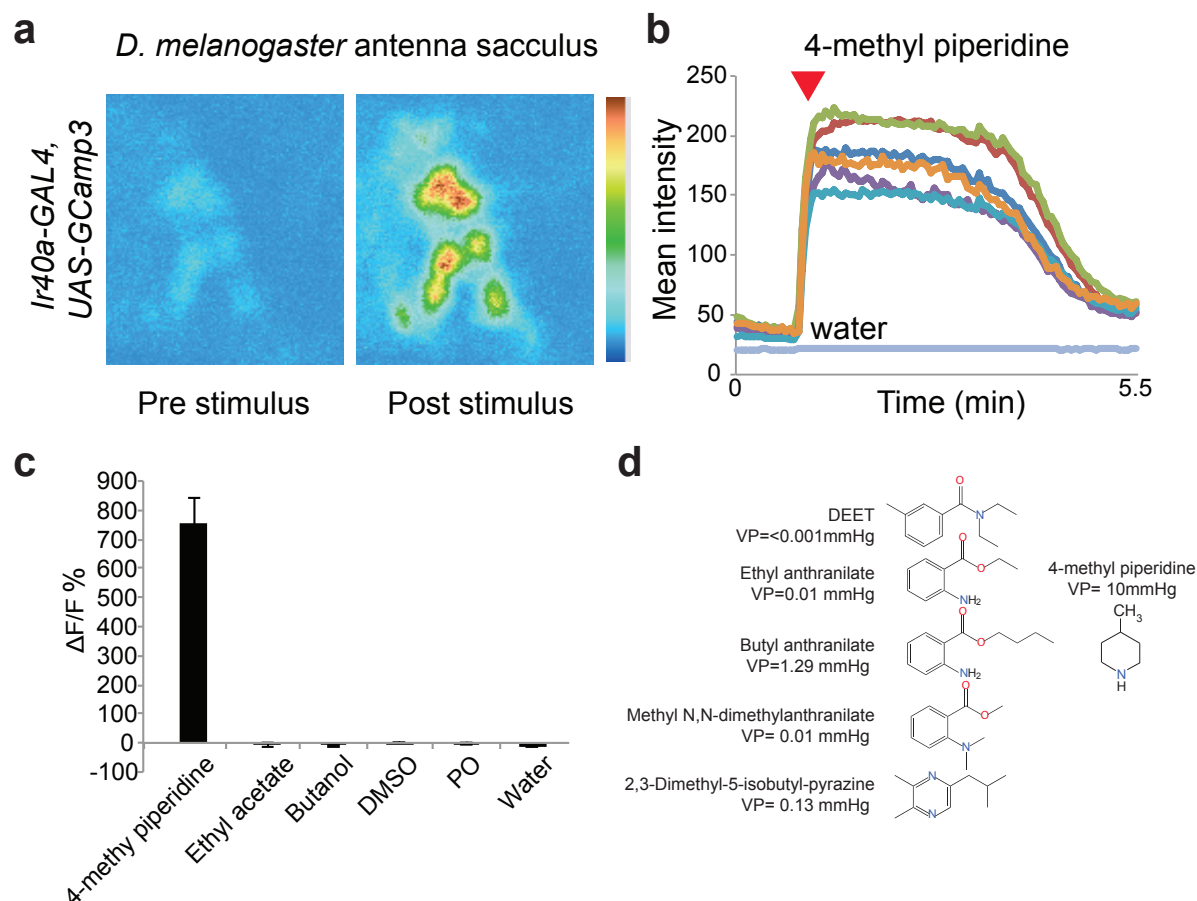 a
D. melanogaster antenna sacculus
Ir40a-GAL4,
UAS-GCamp3
Pre stimulus
Post stimulus
b
4-methyl piperidine
Mean intensity
250
200
150
100
50
0
water
0
5.5
Time (min)
c
ΔF/F %
900
800
700
600
500
400
300
200
100
0
-100
4-methy piperidine
Ethyl acetate
Butanol
DMSO
PO
Water
d
DEET
VP=<0.001mmHg
O
N
Ethyl anthranilate
VP=0.01 mmHg
O
O
NH2
Butyl anthranilate
VP=1.29 mmHg
O
O
NH2
Methyl N,N-dimethylanthranilate
VP= 0.01 mmHg
O
O
N
2,3-Dimethyl-5-isobutyl-pyrazine
VP= 0.13 mmHg
N
N
4-methyl piperidine
VP= 10mmHg
CH3
N
H